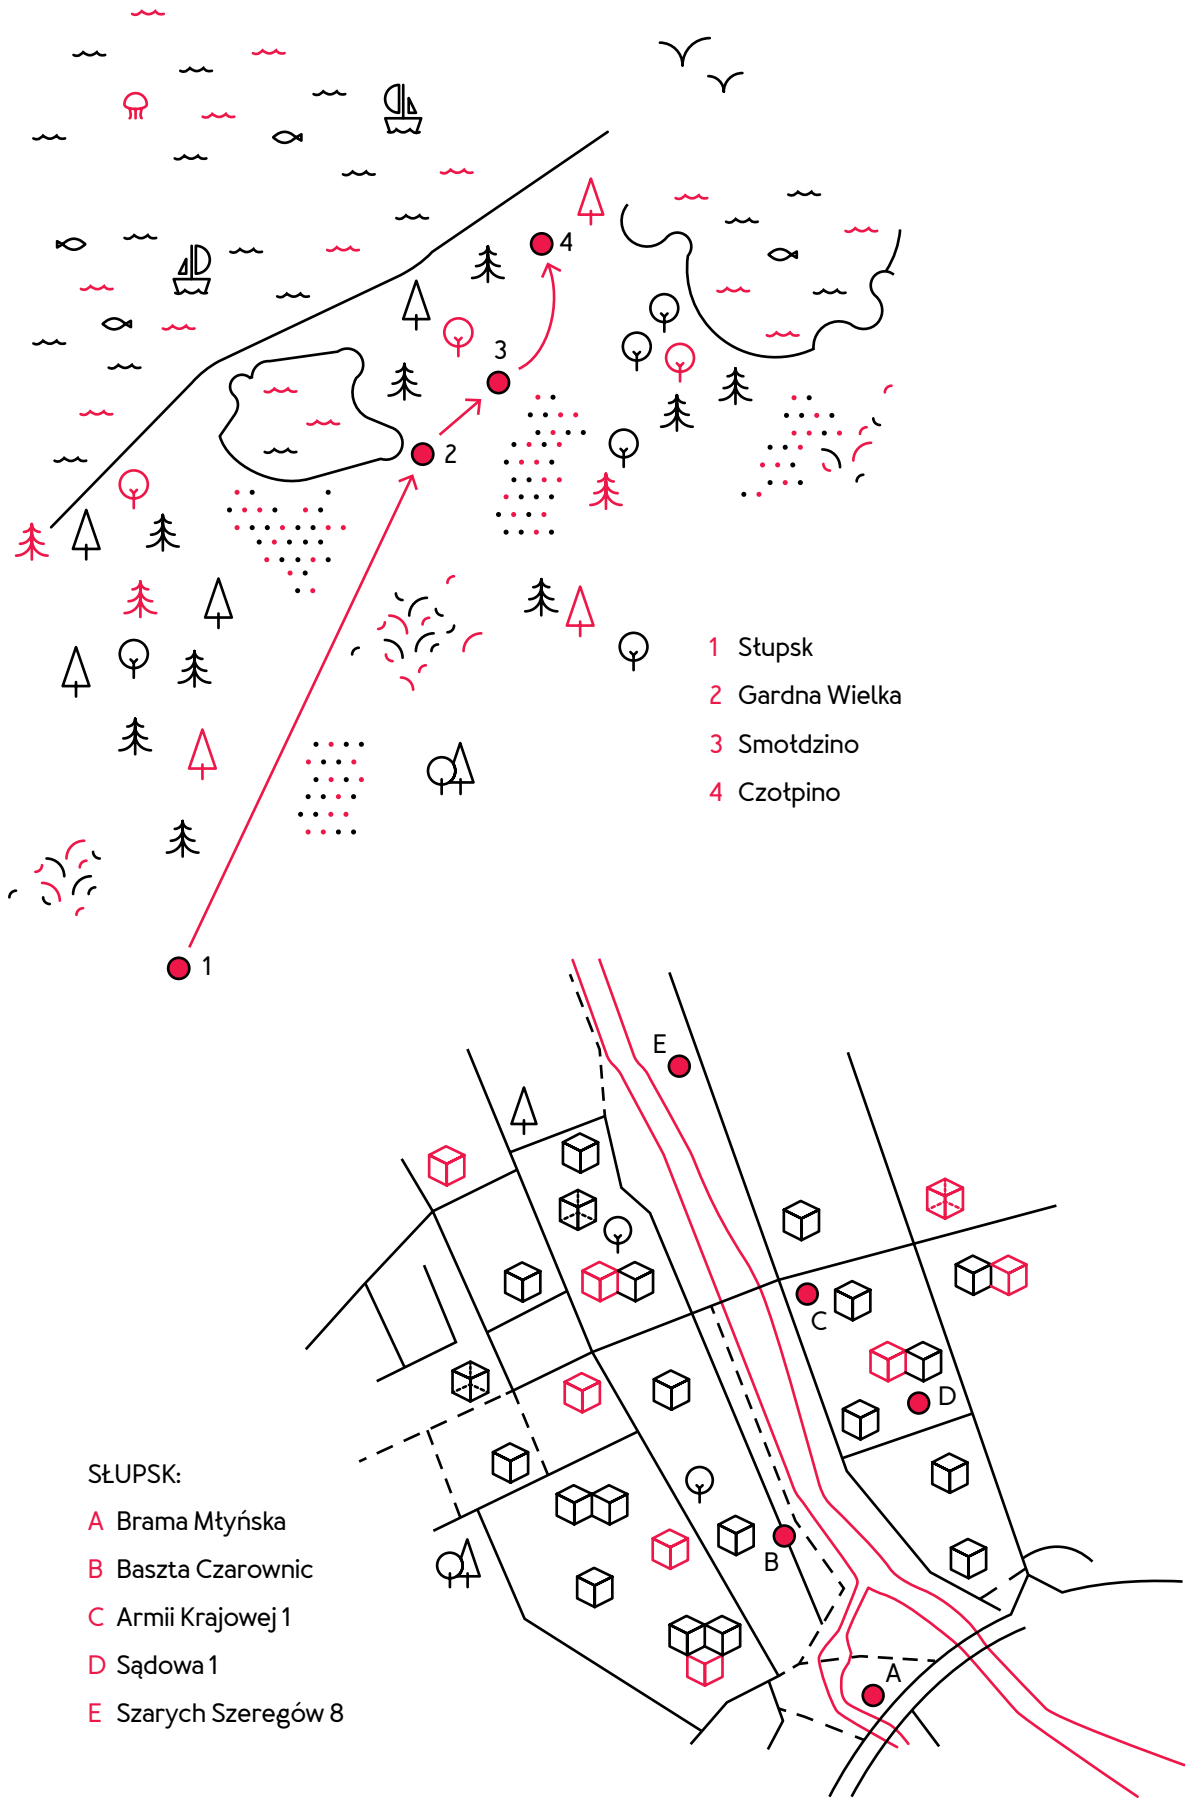 4
3
2
1 Słupsk
2 Gardna Wielka
3 Smołdzino
4 Czołpino
1
E
C
D
SŁUPSK:
A Brama Młyńska
B
B Baszta Czarownic
C Armii Krajowej 1
D Sądowa 1
A
E Szarych Szeregów 8